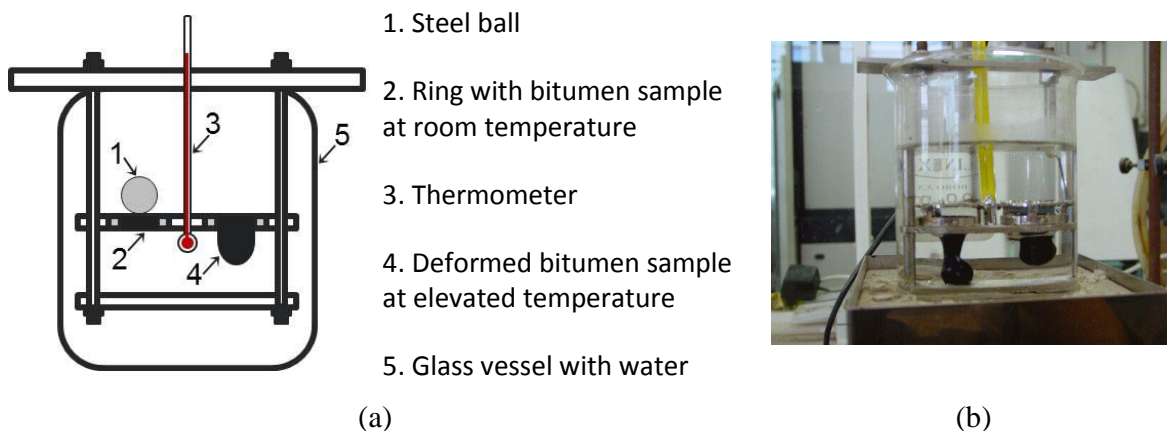 1. Steel ball
2. Ring with bitumen sample
at room temperature
3. Thermometer
4. Deformed bitumen sample
at elevated temperature
5. Glass vessel with water
1
2
3
4
5
(a)
(b)